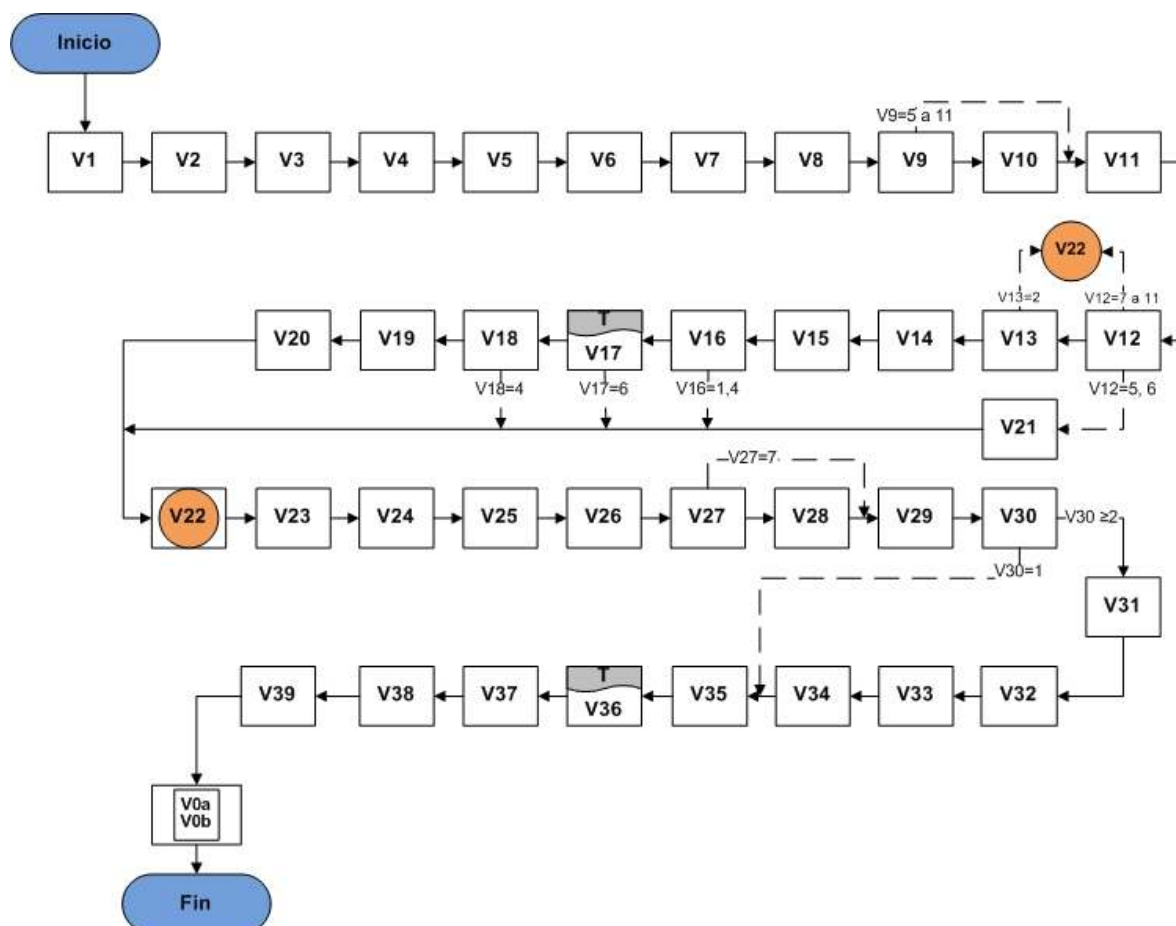 Inicio
V9=5 a 11
V1
V2
V3
V4
V5
V6
V7
V8
V9
V10
V11
V22
V13=2
V12=7 a 11
V20
V19
V18
T
V17
V16
V15
V14
V13
V12
V18=4
V17=6
V16=1,4
V12=5, 6
V21
V27=7
V22
V23
V24
V25
V26
V27
V28
V29
V30
V30 ≥2
V30=1
V31
V39
V38
V37
T
V36
V35
V34
V33
V32
V0a
V0b
Fin